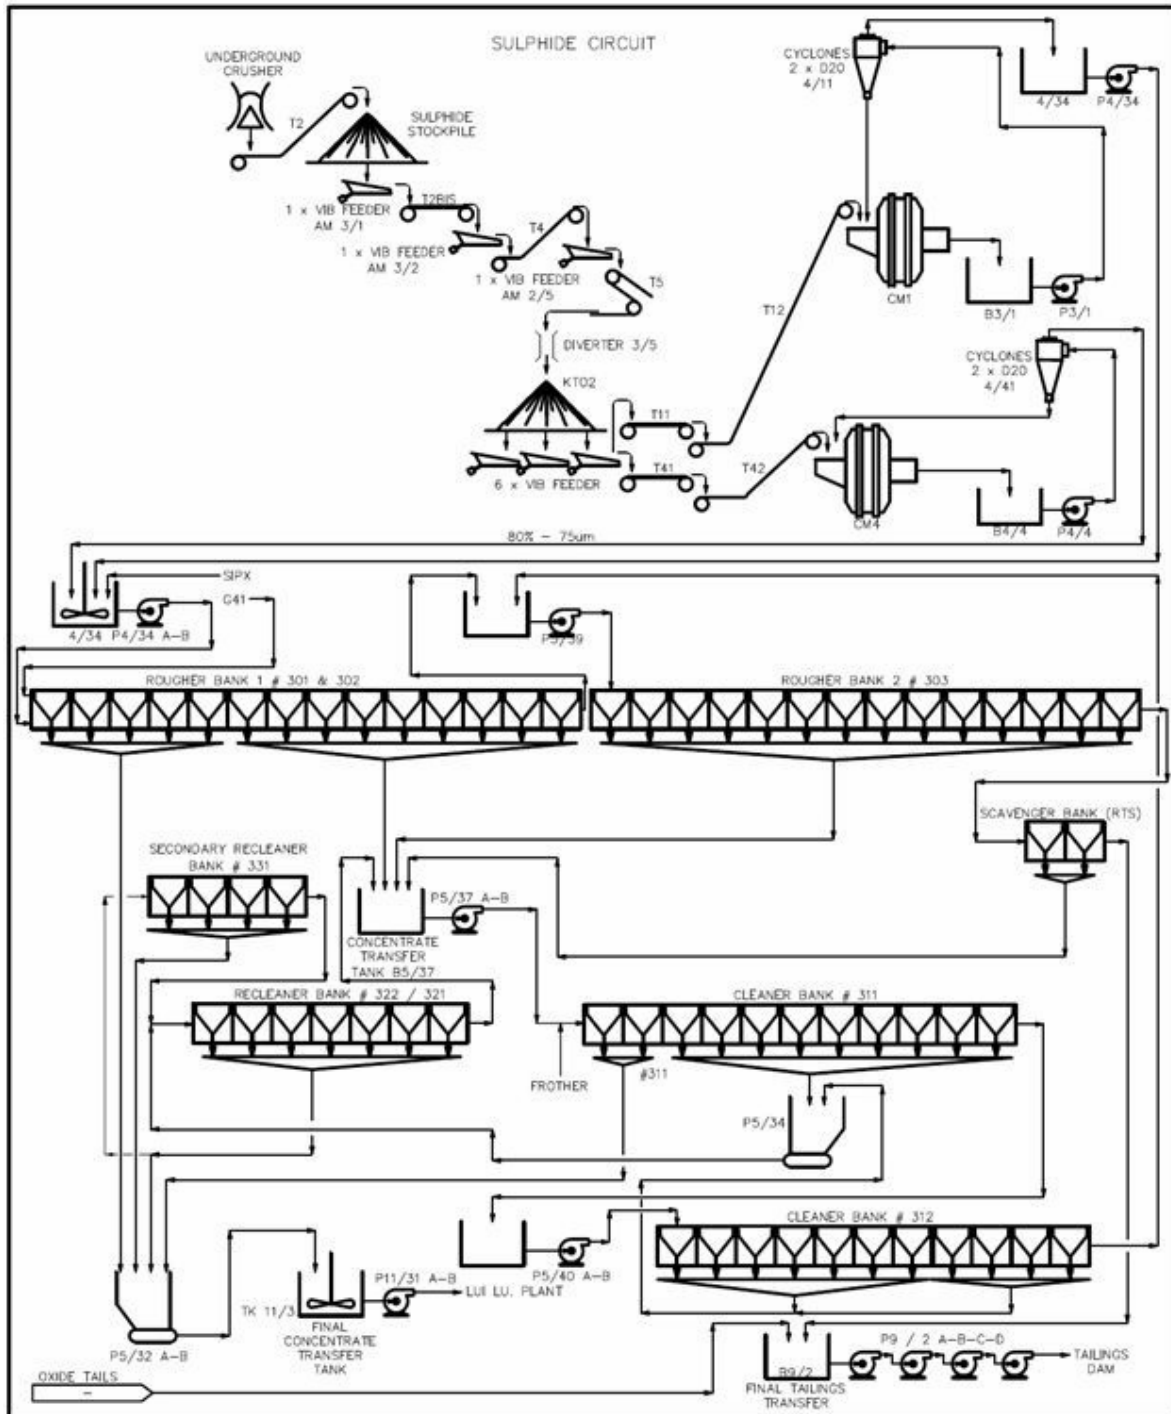 SULPHIDE CIRCUIT
UNDERGROUND
CRUSHER
T2
SULPHIDE
STOCKPILE
CYCLONES
2 x D20
4/11
4/34
P4/34
1 x VIB FEEDER
AM 3/1
T2BIS
1 x VIB FEEDER
AM 3/2
T4
1 x VIB FEEDER
AM 2/5
T5
DIVERTER 3/5
T12
CM1
B3/1
P3/1
CYCLONES
2 x D20
4/41
KT02
T11
T41
T42
6 x VIB FEEDER
CM4
B4/4
P4/4
80% - 75um
SIPX
G41
4/34
P4/34 A-B
P5/39
ROUGHER BANK 1 # 301 & 302
ROUGHER BANK 2 # 303
SCAVENGER BANK (RTS)
SECONDARY RECLEANER
BANK # 331
P5/37 A-B
CONCENTRATE
TRANSFER
TANK B5/37
RECLEANER BANK # 322 / 321
CLEANER BANK # 311
#311
FROTHER
P5/34
CLEANER BANK # 312
P5/40 A-B
P11/31 A-B
LUI LU. PLANT
TK 11/3
FINAL
CONCENTRATE
TRANSFER
TANK
P5/32 A-B
P9 / 2 A-B-C-D
TAILINGS
DAM
B9/2
FINAL TAILINGS
TRANSFER
OXIDE TAILS
-